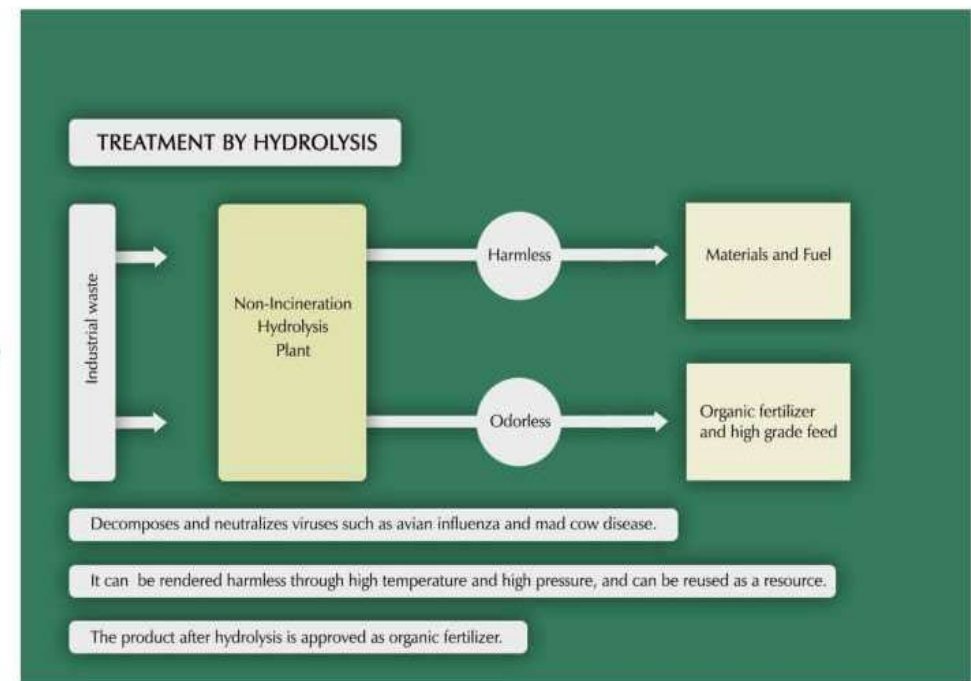 TREATMENT BY HYDROLYSIS
Industrial waste
Non-Incineration
Hydrolysis
Plant
Harmless
Materials and Fuel
Odorless
Organic fertilizer
and high grade feed
Decomposes and neutralizes viruses such as avian influenza and mad cow disease.
It can be rendered harmless through high temperature and high pressure, and can be reused as a resource.
The product after hydrolysis is approved as organic fertilizer.